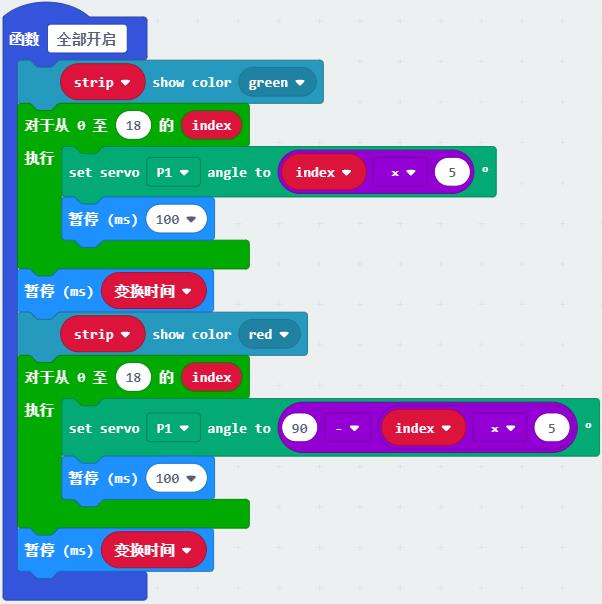 函数 全部开启
strip show color green
对于从 0 至 18 的 index
执行
set servo P1 angle to index × 5 °
暂停 (ms) 100
暂停 (ms) 变换时间
strip show color red
对于从 0 至 18 的 index
执行
set servo P1 angle to 90 - index × 5 °
暂停 (ms) 100
暂停 (ms) 变换时间